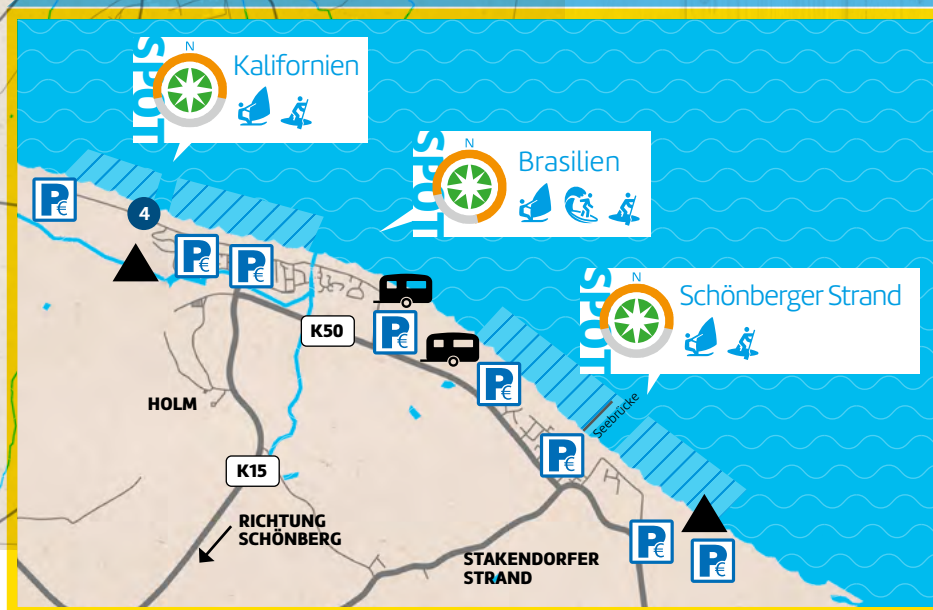 N
SPOT
Kalifornien
N
SPOT
Brasilien
N
SPOT
Schönberger Strand
P€
4
P€
P€
K50
P€
P€
Seebrücke
HOLM
P€
K15
RICHTUNG
SCHÖNBERG
STAKENDORFER
STRAND
P€
P€